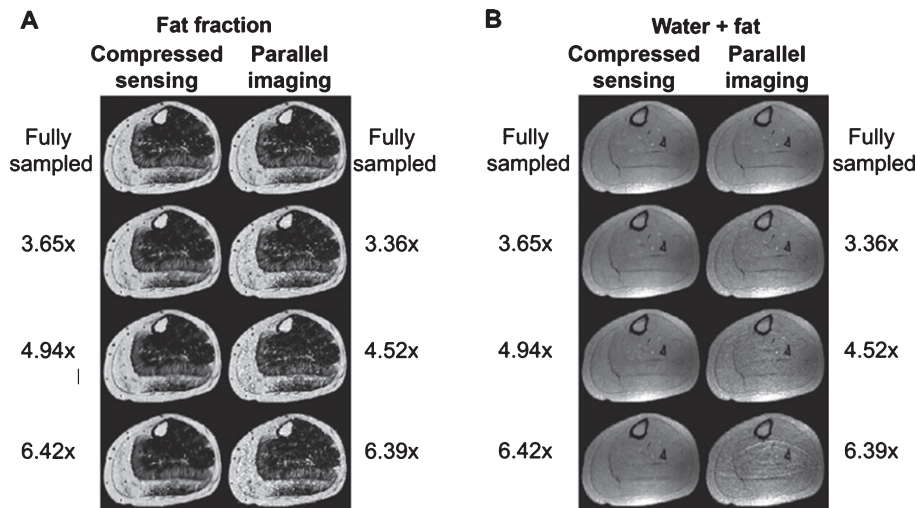 A
Fat fraction
Compressed Parallel
sensing imaging
Fully
sampled
Fully
sampled
3.65x 3.36x
4.94x 4.52x
6.42x 6.39x
B
Water + fat
Compressed Parallel
sensing imaging
Fully
sampled
Fully
sampled
3.65x 3.36x
4.94x 4.52x
6.42x 6.39x